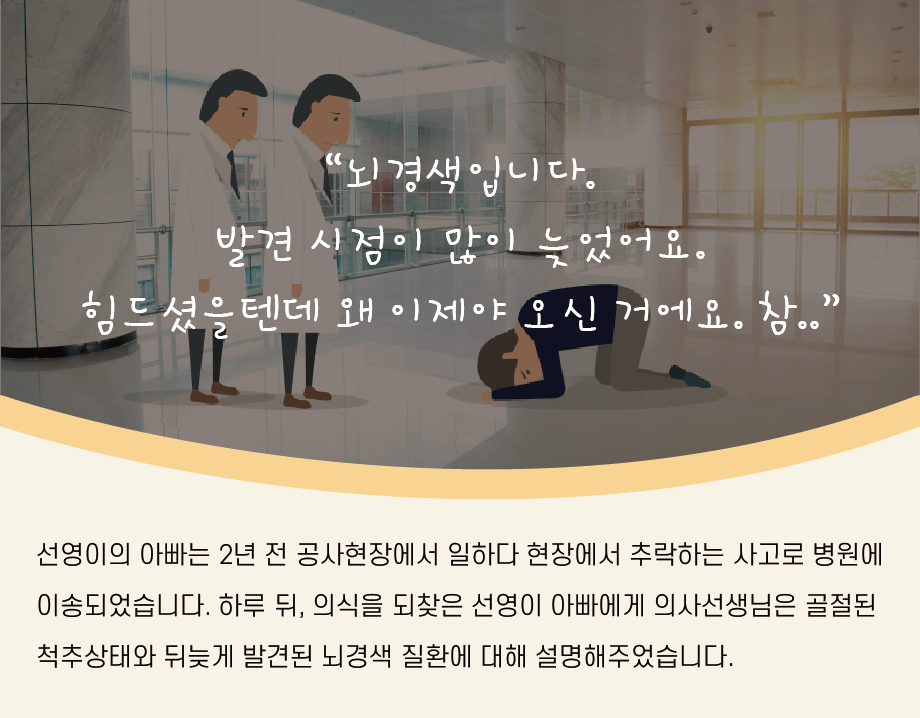 “뇌경색입니다.
발견 시점이 많이 늦었어요.
힘드셨을텐데 왜 이제야 오신 거에요. 참..”
선영이의 아빠는 2년 전 공사현장에서 일하다 현장에서 추락하는 사고로 병원에
이송되었습니다. 하루 뒤, 의식을 되찾은 선영이 아빠에게 의사선생님은 골절된
척추상태와 뒤늦게 발견된 뇌경색 질환에 대해 설명해주었습니다.